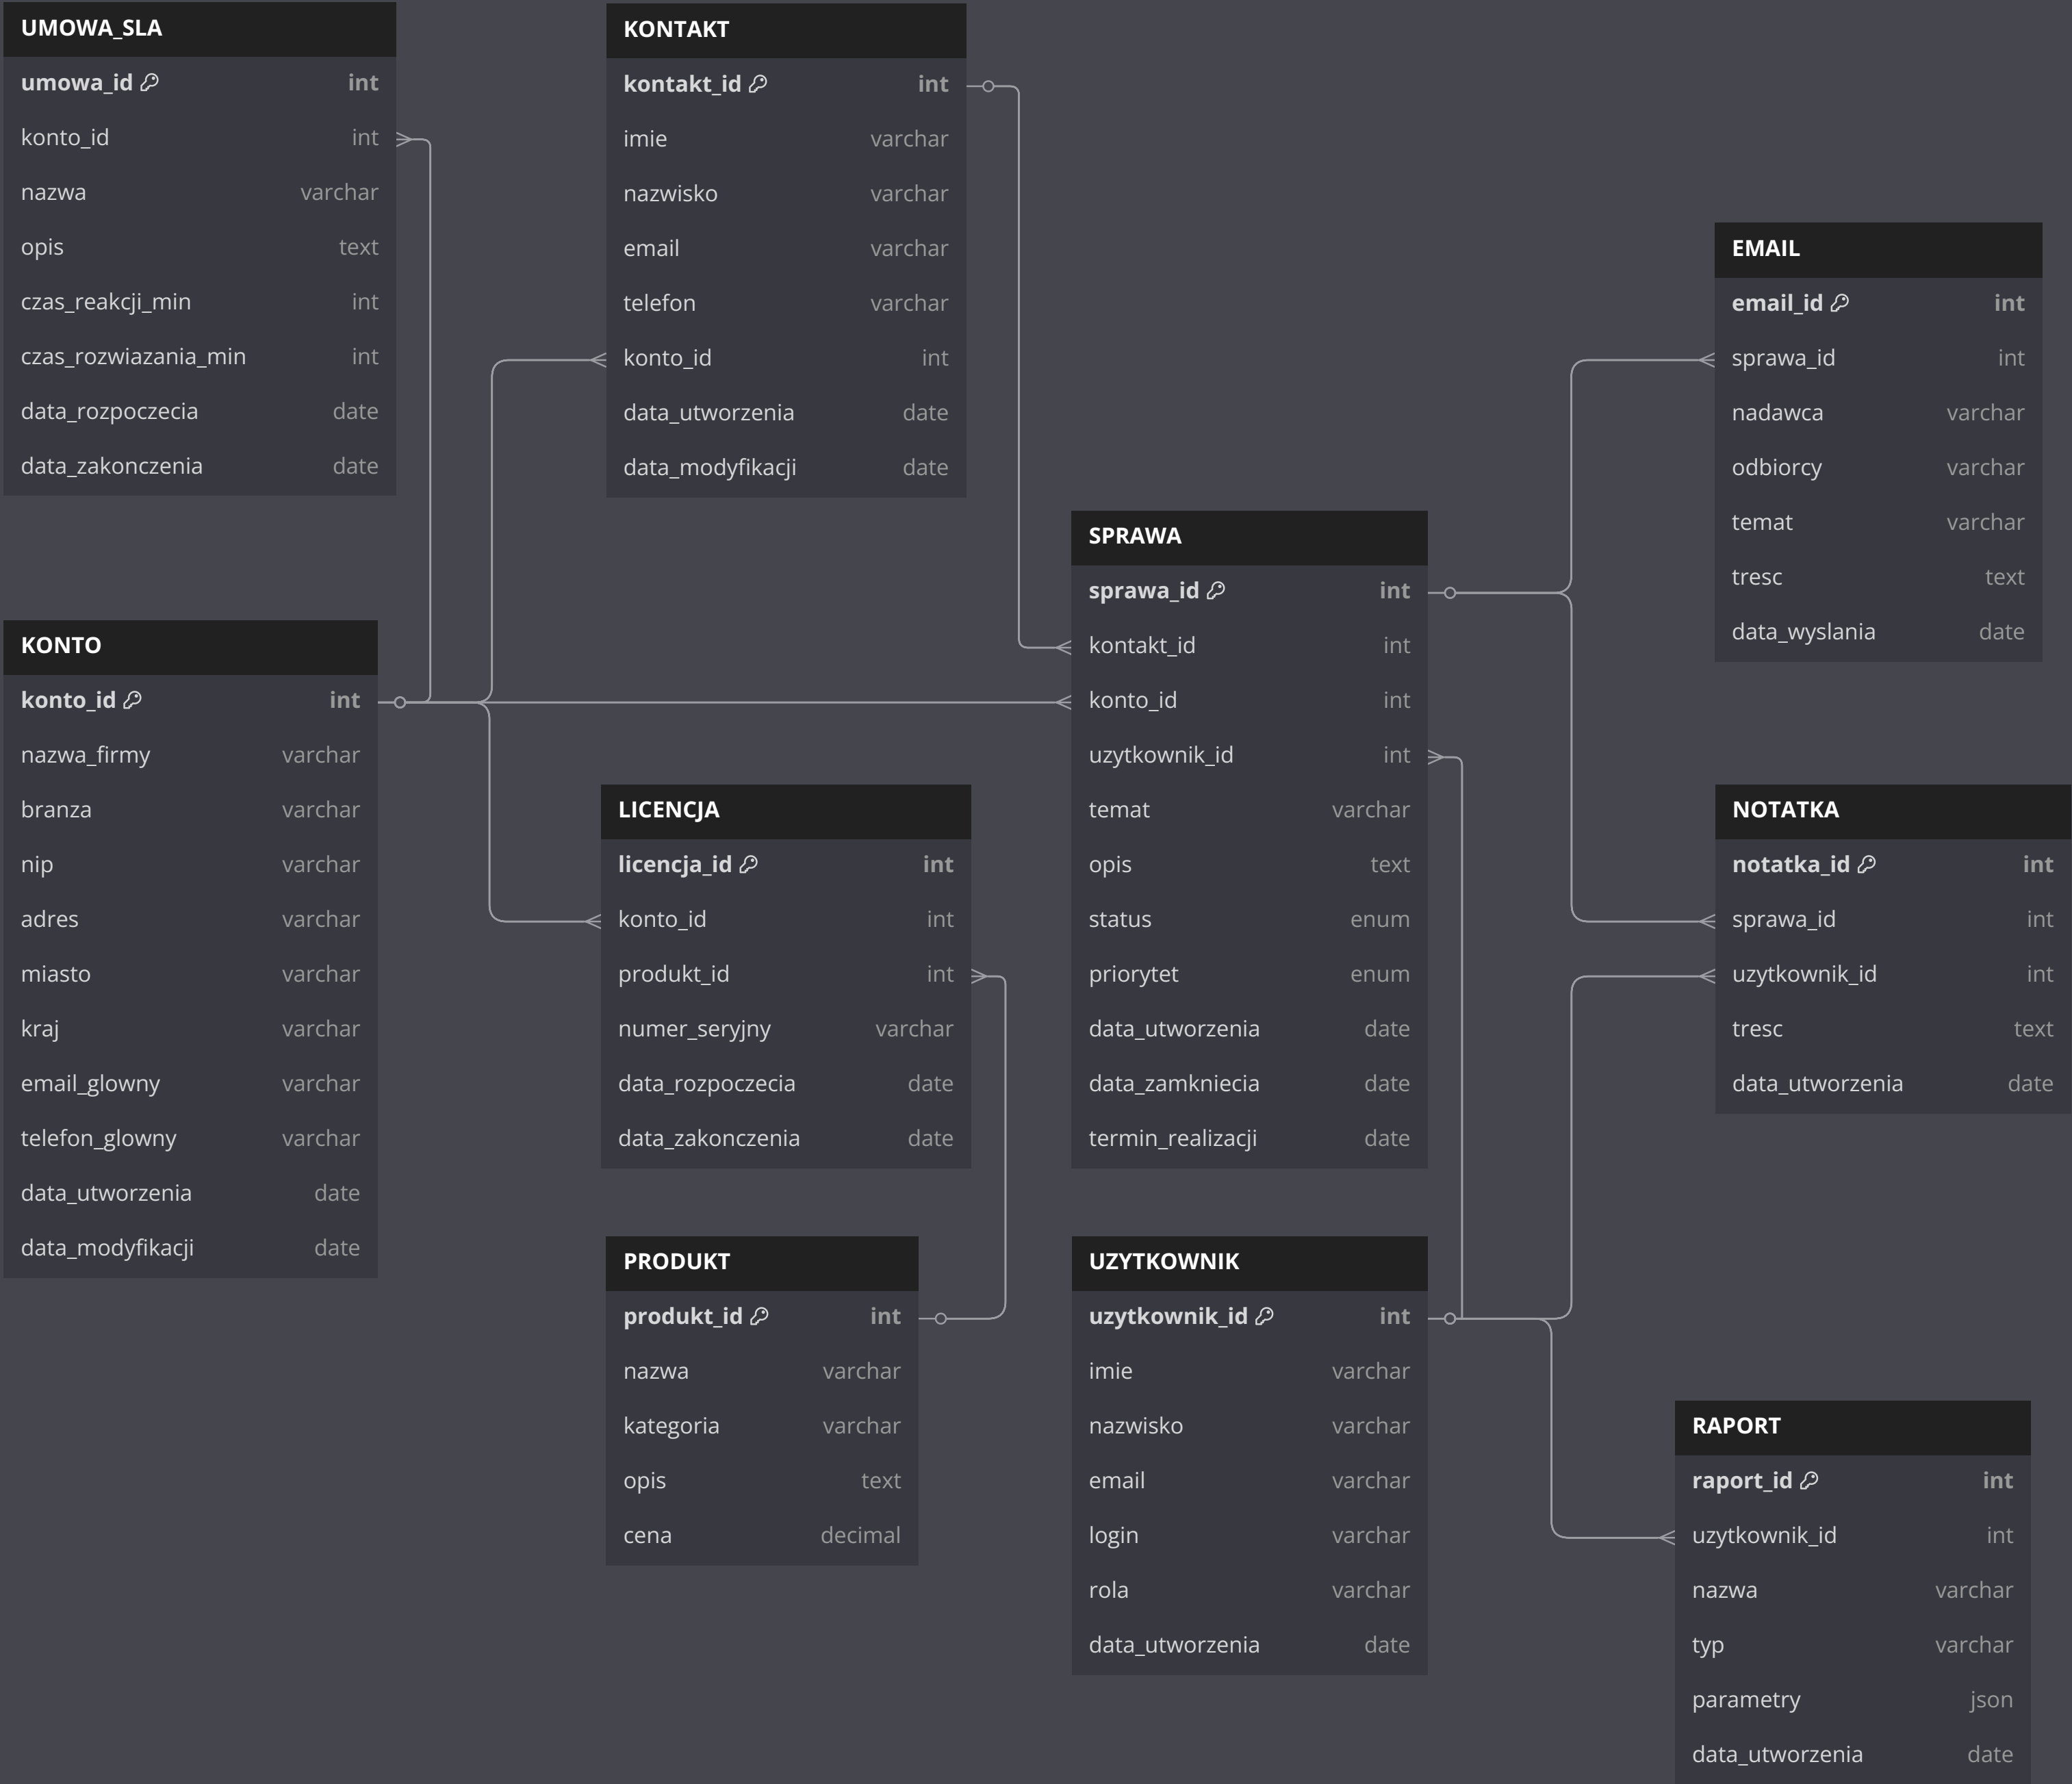 UMOWA_SLA
umowa_id int
konto_id int
nazwa varchar
opis text
czas_reakcji_min int
czas_rozwiazania_min int
data_rozpoczecia date
data_zakonczenia date
KONTAKT
kontakt_id int
imie varchar
nazwisko varchar
email varchar
telefon varchar
konto_id int
data_utworzenia date
data_modyfikacji date
EMAIL
email_id int
sprawa_id int
nadawca varchar
odbiorcy varchar
temat varchar
tresc text
data_wyslania date
SPRAWA
sprawa_id int
kontakt_id int
konto_id int
uzytkownik_id int
temat varchar
opis text
status enum
priorytet enum
data_utworzenia date
data_zamkniecia date
termin_realizacji date
KONTO
konto_id int
nazwa_firmy varchar
branza varchar
nip varchar
adres varchar
miasto varchar
kraj varchar
email_glowny varchar
telefon_glowny varchar
data_utworzenia date
data_modyfikacji date
LICENCJA
licencja_id int
konto_id int
produkt_id int
numer_seryjny varchar
data_rozpoczecia date
data_zakonczenia date
NOTATKA
notatka_id int
sprawa_id int
uzytkownik_id int
tresc text
data_utworzenia date
PRODUKT
produkt_id int
nazwa varchar
kategoria varchar
opis text
cena decimal
UZYTKOWNIK
uzytkownik_id int
imie varchar
nazwisko varchar
email varchar
login varchar
rola varchar
data_utworzenia date
RAPORT
raport_id int
uzytkownik_id int
nazwa varchar
typ varchar
parametry json
data_utworzenia date